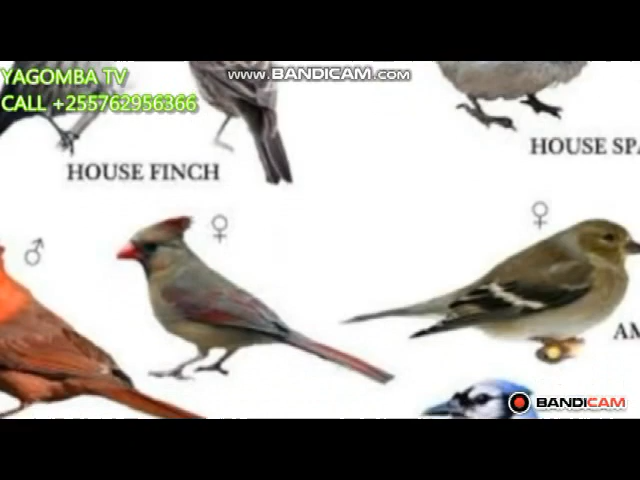 YAGOMBA TV
www.BANDICAM.com
CALL +255762956366
HOUSE SPA
HOUSE FINCH
♂
♀
♀
AM
BANDICAM